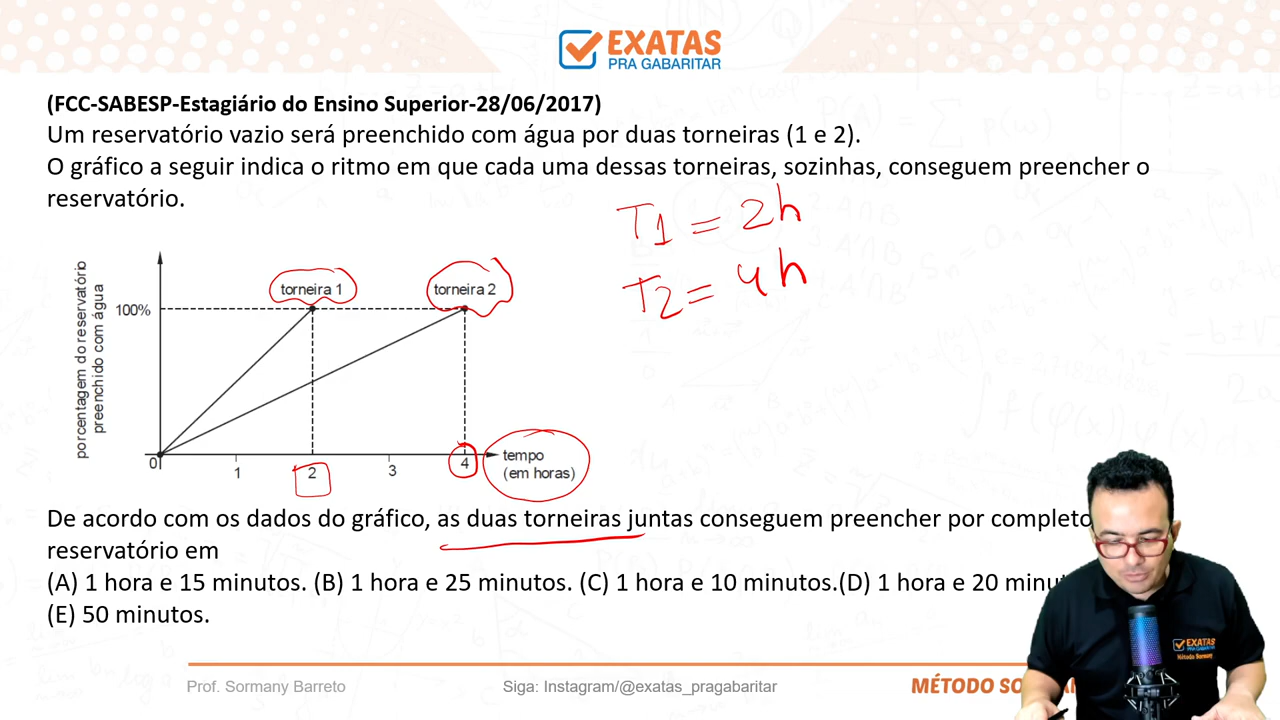 EXATAS
PRA GABARITAR
(FCC-SABESP-Estagiário do Ensino Superior-28/06/2017)
Um reservatório vazio será preenchido com água por duas torneiras (1 e 2).
O gráfico a seguir indica o ritmo em que cada uma dessas torneiras, sozinhas, conseguem preencher o
reservatório.
T1 = 2h
T2 = 4h
porcentagem do reservatório
preenchido com água
torneira 1
torneira 2
100%
0
1
2
3
4
tempo
(em horas)
De acordo com os dados do gráfico, as duas torneiras juntas conseguem preencher por completo
reservatório em
(A) 1 hora e 15 minutos. (B) 1 hora e 25 minutos. (C) 1 hora e 10 minutos.(D) 1 hora e 20
(E) 50 minutos.
EXATAS
PRA GABARITAR
Método Sormany
Prof. Sormany Barreto
Siga: Instagram/@exatas_pragabaritar
MÉTODO